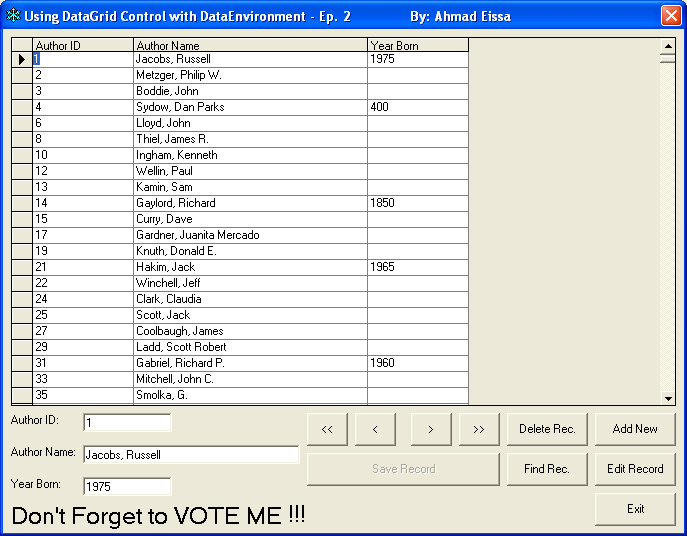 Using DataGrid Control with DataEnvironment - Ep. 2 By: Ahmad Eissa
Author ID Author Name Year Born
1 Jacobs, Russell 1975
2 Metzger, Philip W.
3 Boddie, John
4 Sydow, Dan Parks 400
6 Lloyd, John
8 Thiel, James R.
10 Ingham, Kenneth
12 Wellin, Paul
13 Kamin, Sam
14 Gaylord, Richard 1850
15 Curry, Dave
17 Gardner, Juanita Mercado
19 Knuth, Donald E.
21 Hakim, Jack 1965
22 Winchell, Jeff
24 Clark, Claudia
25 Scott, Jack
27 Coolbaugh, James
29 Ladd, Scott Robert
31 Gabriel, Richard P. 1960
33 Mitchell, John C.
35 Smolka, G.
Author ID: 1 << < > >> Delete Rec. Add New
Author Name: Jacobs, Russell Save Record Find Rec. Edit Record
Year Born: 1975
Don't Forget to VOTE ME !!! Exit